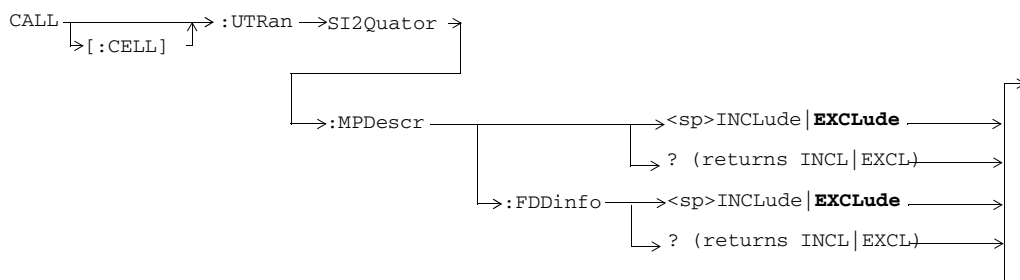 CALL :UTRan SI2Quator
[:CELL]
:MPDescr <sp>INCLude|EXCLude
? (returns INCL|EXCL)
:FDDinfo <sp>INCLude|EXCLude
? (returns INCL|EXCL)